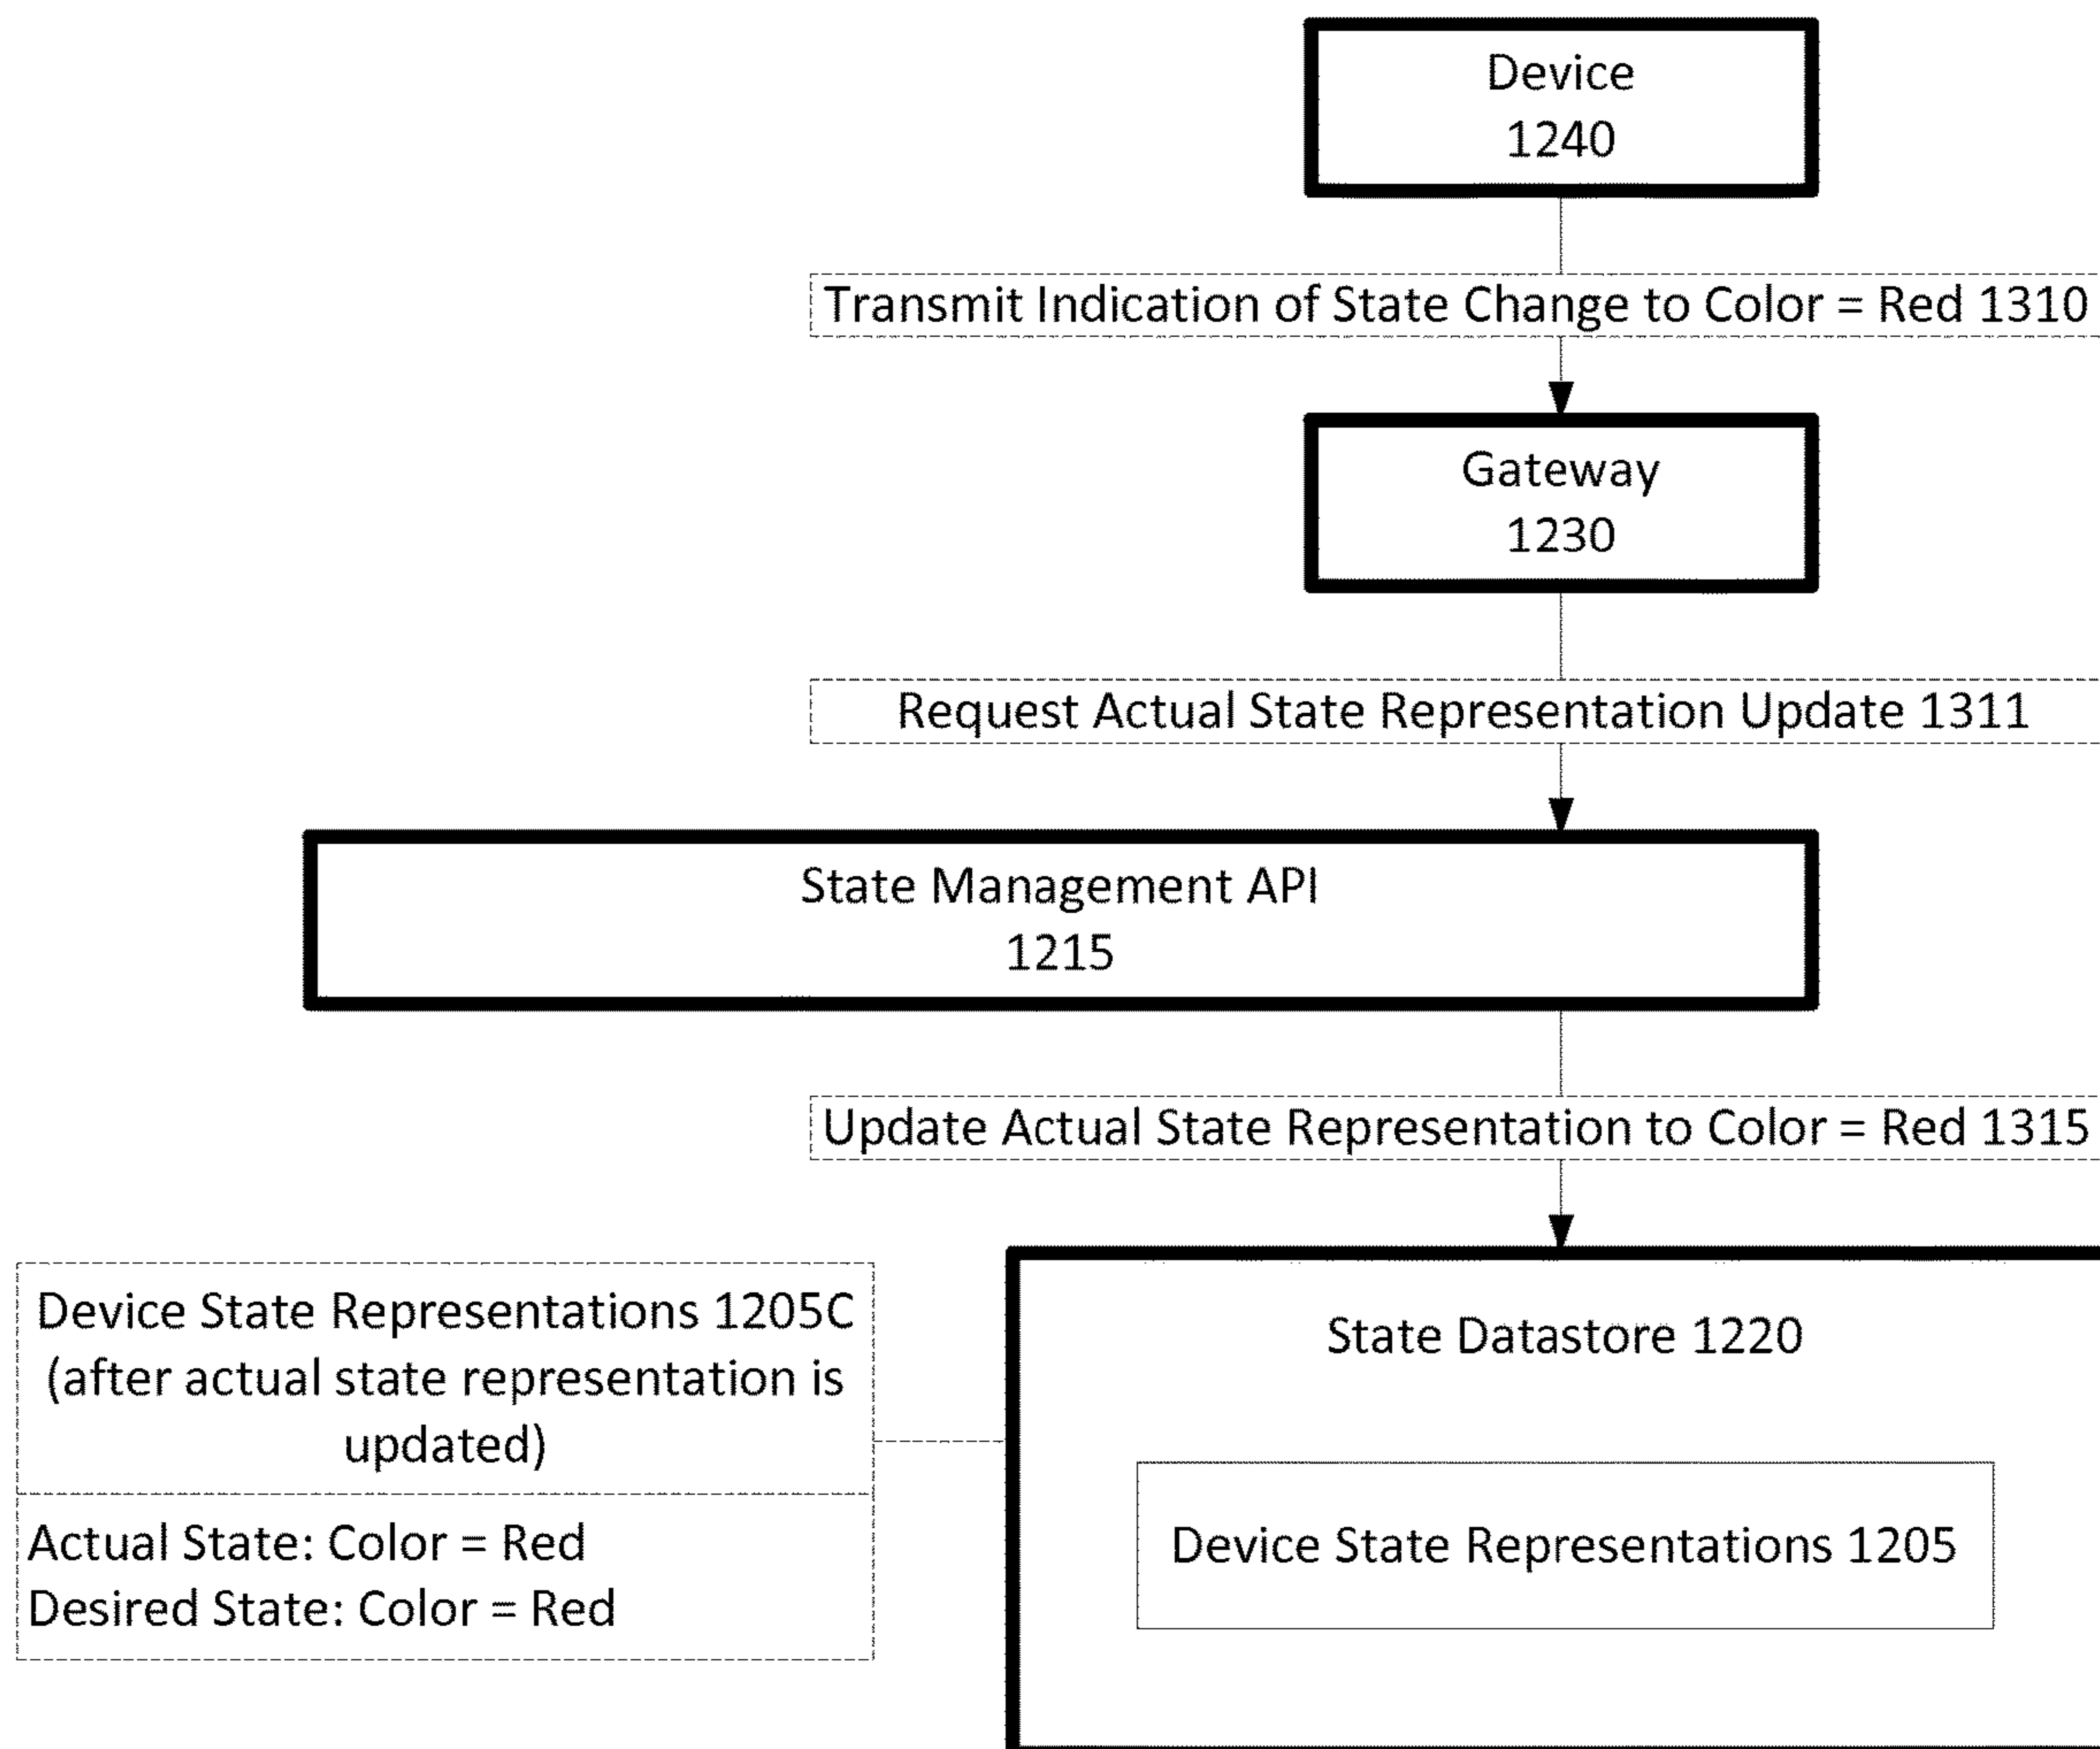 Device
1240
Transmit Indication of State Change to Color = Red 1310
Gateway
1230
Request Actual State Representation Update 1311
State Management API
1215
Update Actual State Representation to Color = Red 1315
Device State Representations 1205C
(after actual state representation is
updated)
Actual State: Color = Red
Desired State: Color = Red
State Datastore 1220
Device State Representations 1205